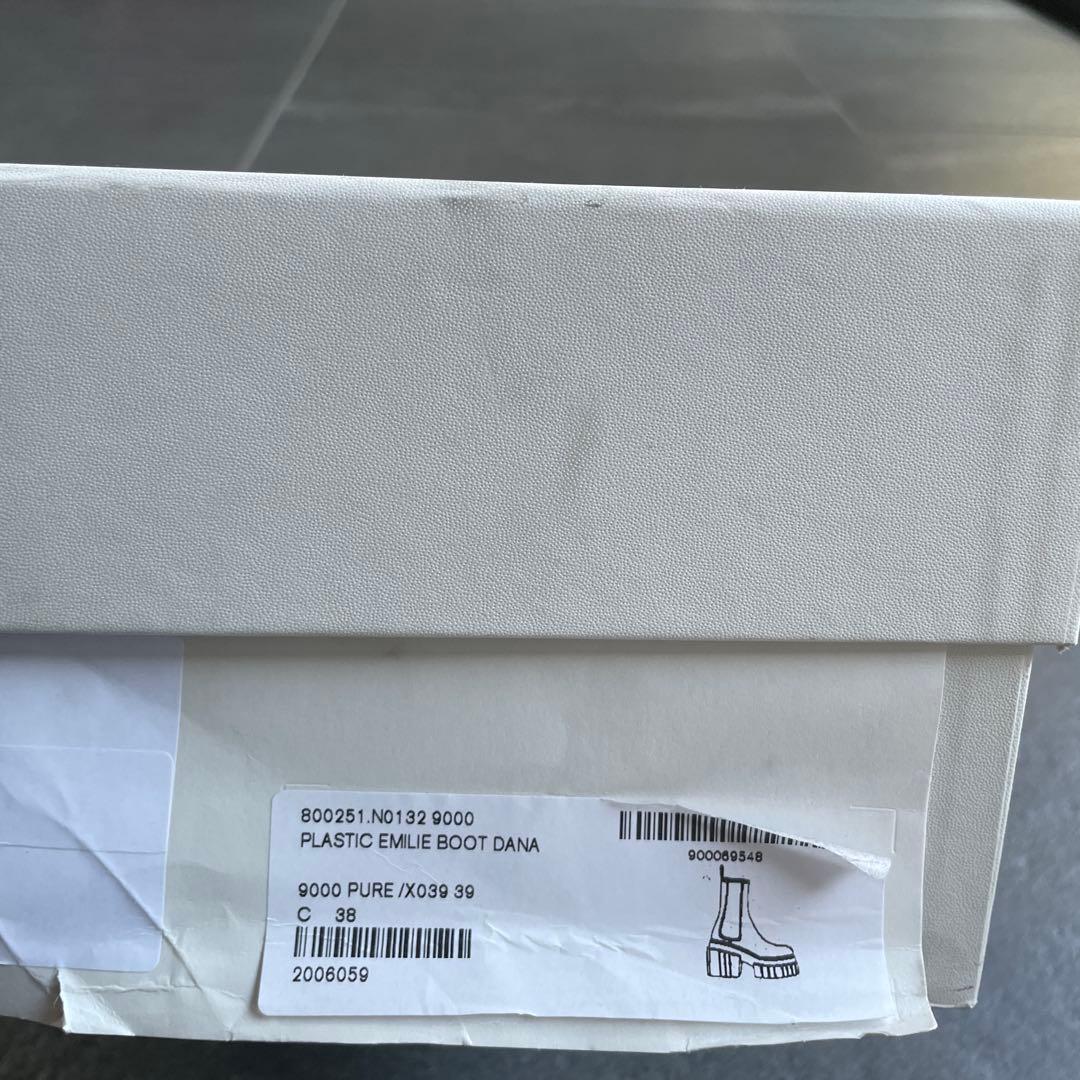 800251.N0132 9000
PLASTIC EMILIE BOOT DANA
900069548
9000 PURE /X039 39
C 38
2006059